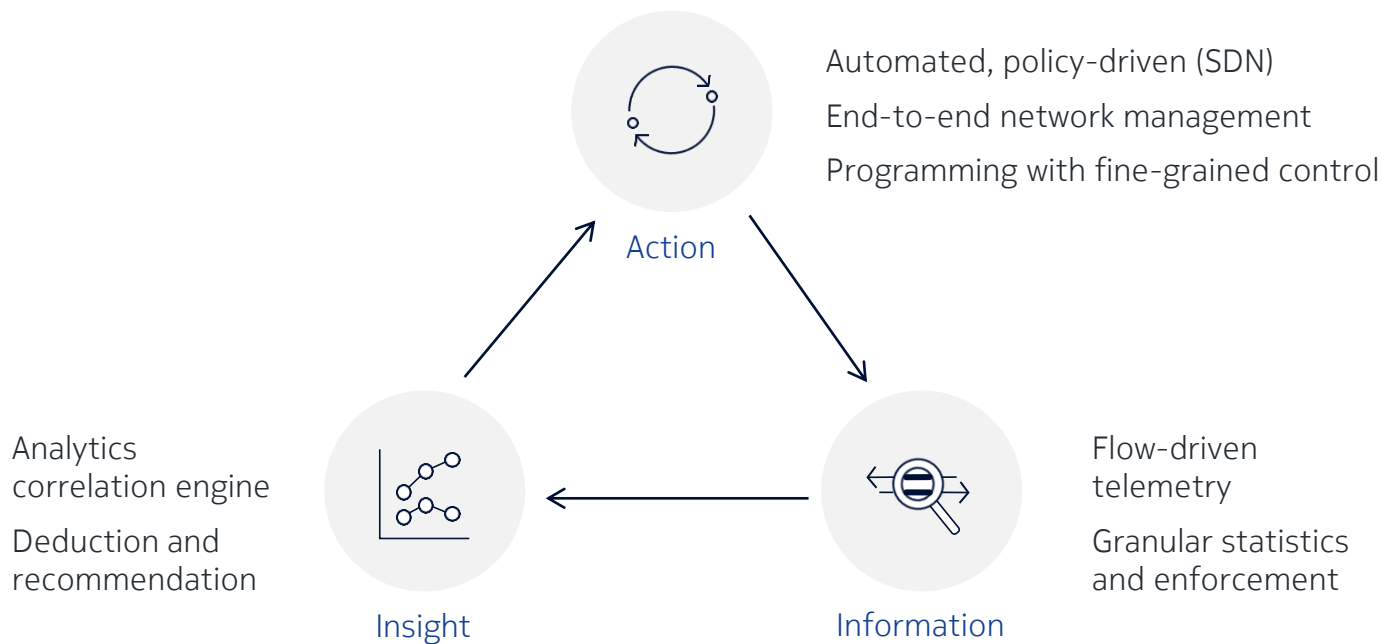 Automated, policy-driven (SDN)
End-to-end network management
Programming with fine-grained control
Action
Analytics
correlation engine
Deduction and
recommendation
Insight
Flow-driven
telemetry
Granular statistics
and enforcement
Information